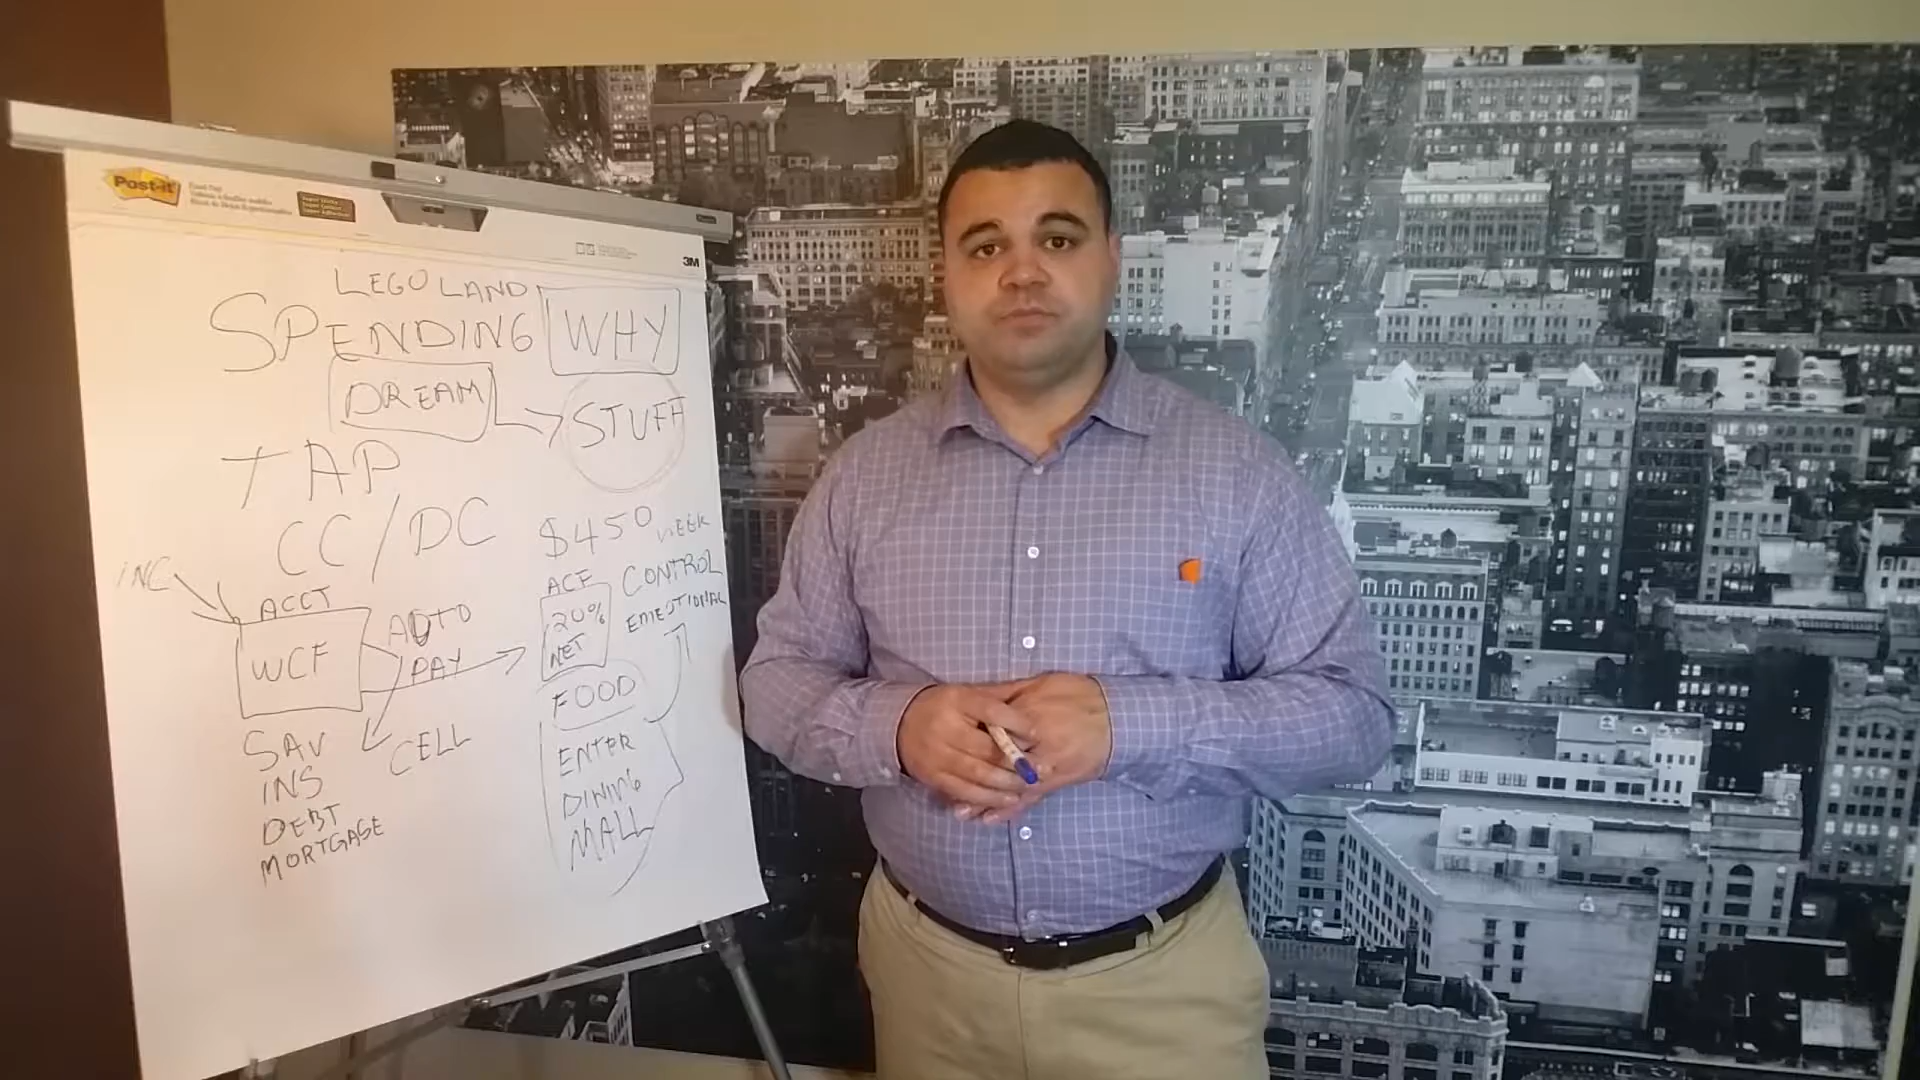 Post-it
3M
LEGO LAND
SPENDING WHY
DREAM
STUFF
TAP
CC/DC
$450 WEEK
INC
ACCT
WCF
AUTO
PAY
ACF
20%
NET
CONTROL
EMOTIONAL
FOOD
SAV
INS
DEBT
MORTGAGE
CELL
ENTER
DINING
MALL